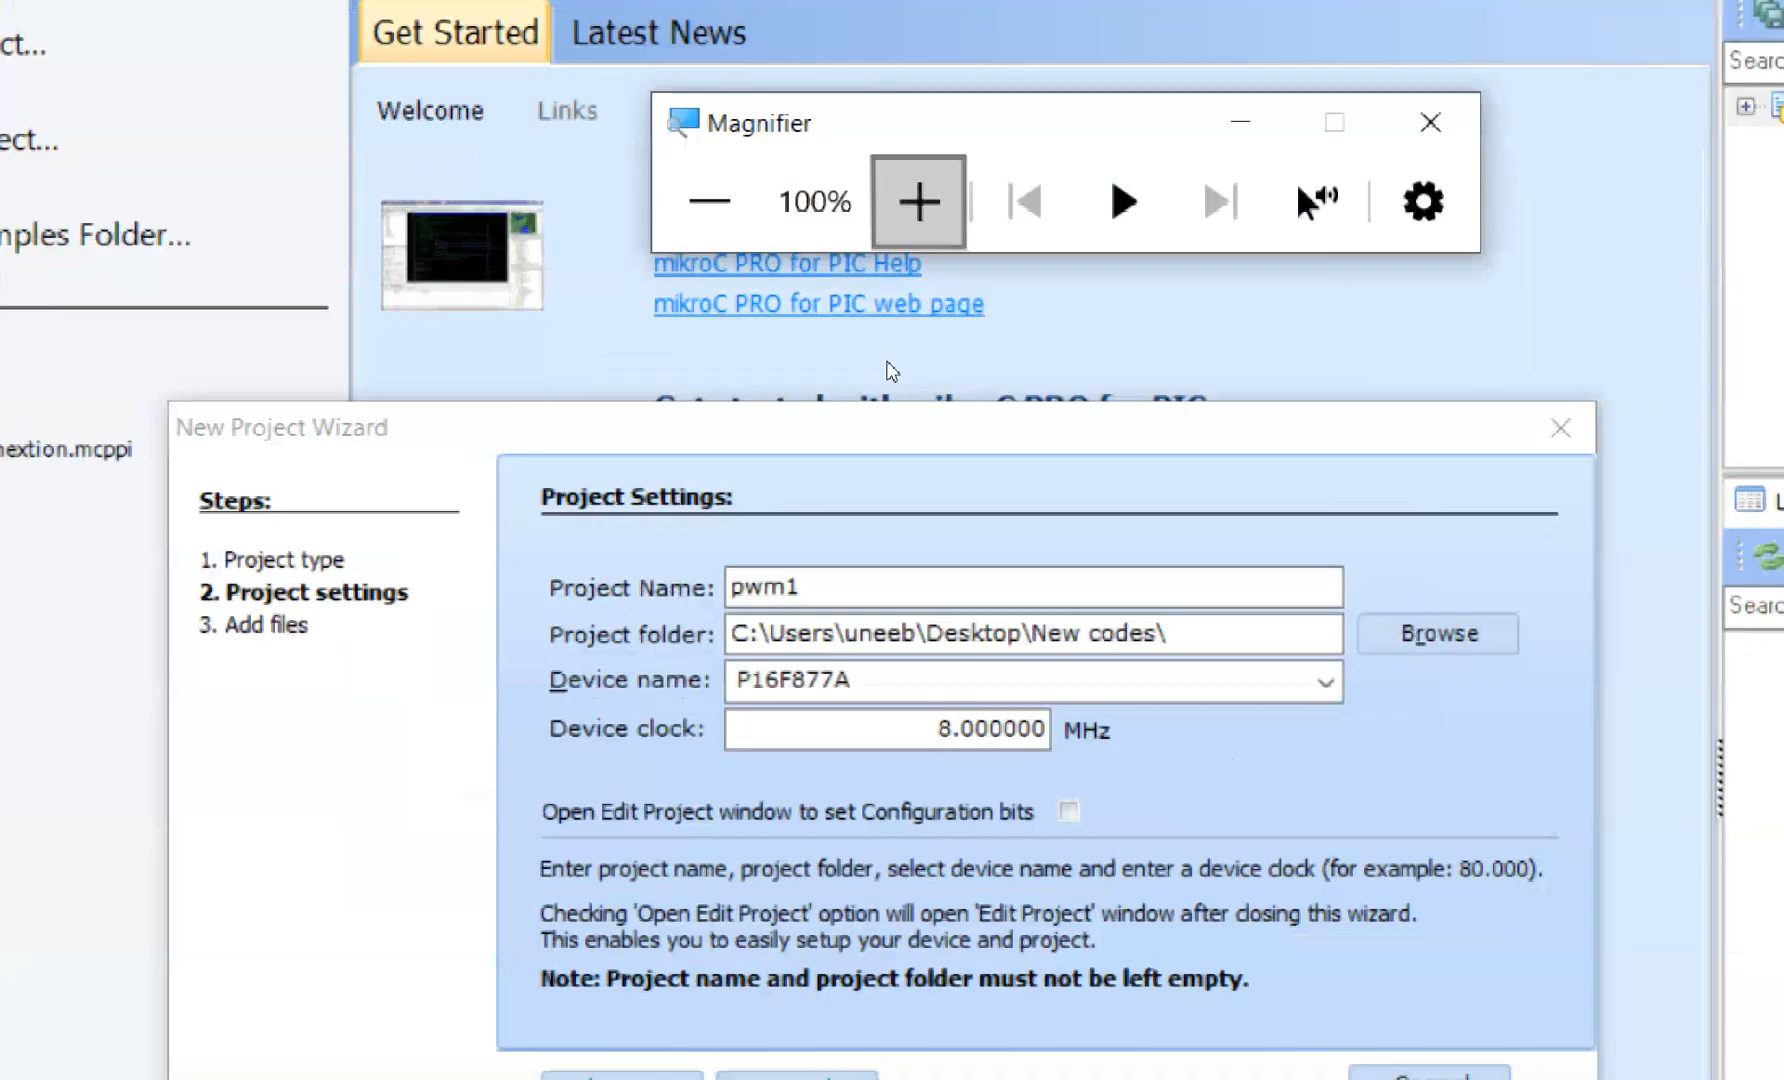 ct...
Get Started
Latest News
Searc
ect...
Welcome
Links
Magnifier
100%
mples Folder...
mikroC PRO for PIC Help
mikroC PRO for PIC web page
New Project Wizard
nextion.mcppi
Steps:
1. Project type
2. Project settings
3. Add files
Project Settings:
Project Name: pwm1
Project folder: C:\Users\uneeb\Desktop\New codes\
Browse
Device name: P16F877A
Device clock: 8.000000 MHz
Open Edit Project window to set Configuration bits
Enter project name, project folder, select device name and enter a device clock (for example: 80.000).
Checking 'Open Edit Project' option will open 'Edit Project' window after closing this wizard.
This enables you to easily setup your device and project.
Note: Project name and project folder must not be left empty.
L
Searc